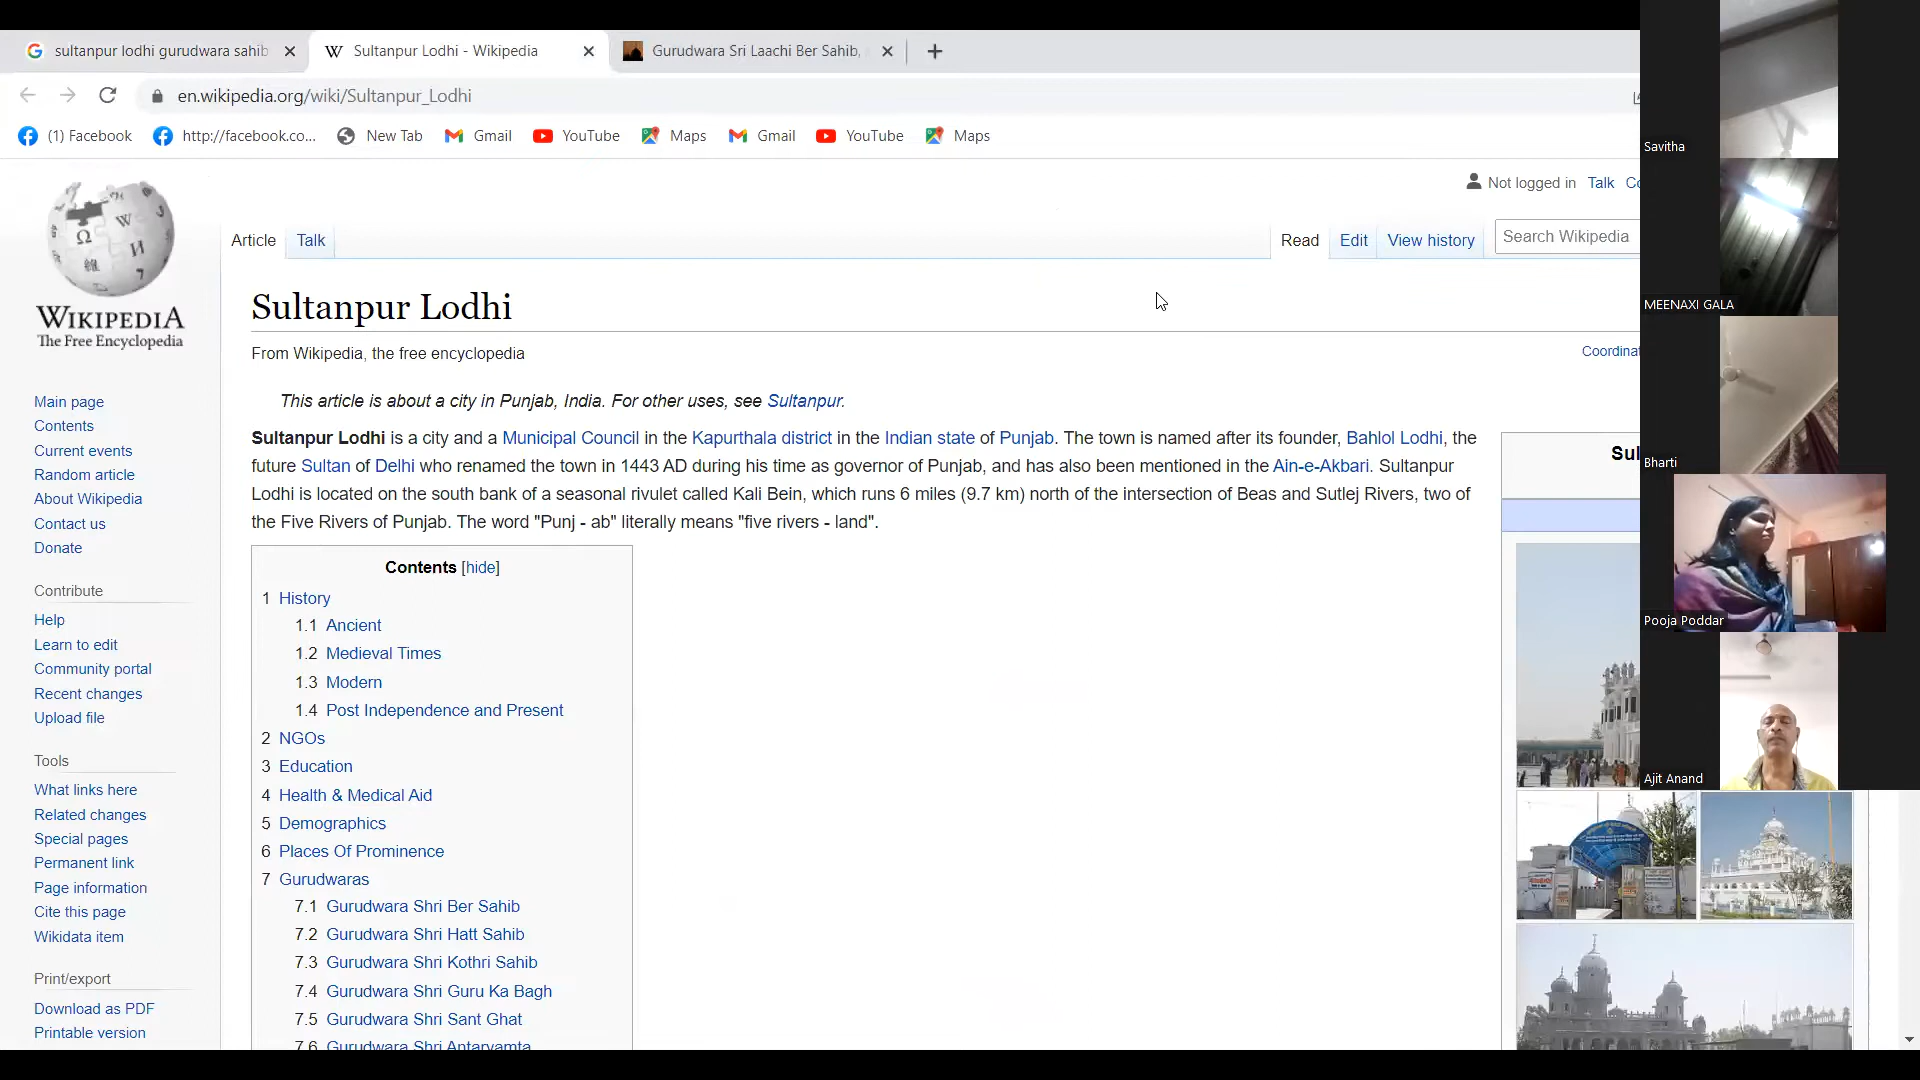 sultanpur lodhi gurudwara sahib
Sultanpur Lodhi - Wikipedia
Gurudwara Sri Laachi Ber Sahib,
en.wikipedia.org/wiki/Sultanpur_Lodhi
(1) Facebook
http://facebook.co...
New Tab
Gmail
YouTube
Maps
Gmail
YouTube
Maps
Not logged in
Talk
Article
Talk
Read
Edit
View history
Search Wikipedia
WIKIPEDIA
The Free Encyclopedia
Sultanpur Lodhi
From Wikipedia, the free encyclopedia
This article is about a city in Punjab, India. For other uses, see Sultanpur.
Sultanpur Lodhi is a city and a Municipal Council in the Kapurthala district in the Indian state of Punjab. The town is named after its founder, Bahlol Lodhi, the
future Sultan of Delhi who renamed the town in 1443 AD during his time as governor of Punjab, and has also been mentioned in the Ain-e-Akbari. Sultanpur
Lodhi is located on the south bank of a seasonal rivulet called Kali Bein, which runs 6 miles (9.7 km) north of the intersection of Beas and Sutlej Rivers, two of
the Five Rivers of Punjab. The word "Punj - ab" literally means "five rivers - land".
Contents [hide]
1 History
1.1 Ancient
1.2 Medieval Times
1.3 Modern
1.4 Post Independence and Present
2 NGOs
3 Education
4 Health & Medical Aid
5 Demographics
6 Places Of Prominence
7 Gurudwaras
7.1 Gurudwara Shri Ber Sahib
7.2 Gurudwara Shri Hatt Sahib
7.3 Gurudwara Shri Kothri Sahib
7.4 Gurudwara Shri Guru Ka Bagh
7.5 Gurudwara Shri Sant Ghat
7.6 Gurudwara Shri Antaryamta
Main page
Contents
Current events
Random article
About Wikipedia
Contact us
Donate
Contribute
Help
Learn to edit
Community portal
Recent changes
Upload file
Tools
What links here
Related changes
Special pages
Permanent link
Page information
Cite this page
Wikidata item
Print/export
Download as PDF
Printable version
Coordinat
Sul
Savitha
MEENAXI GALA
Bharti
Pooja Poddar
Ajit Anand